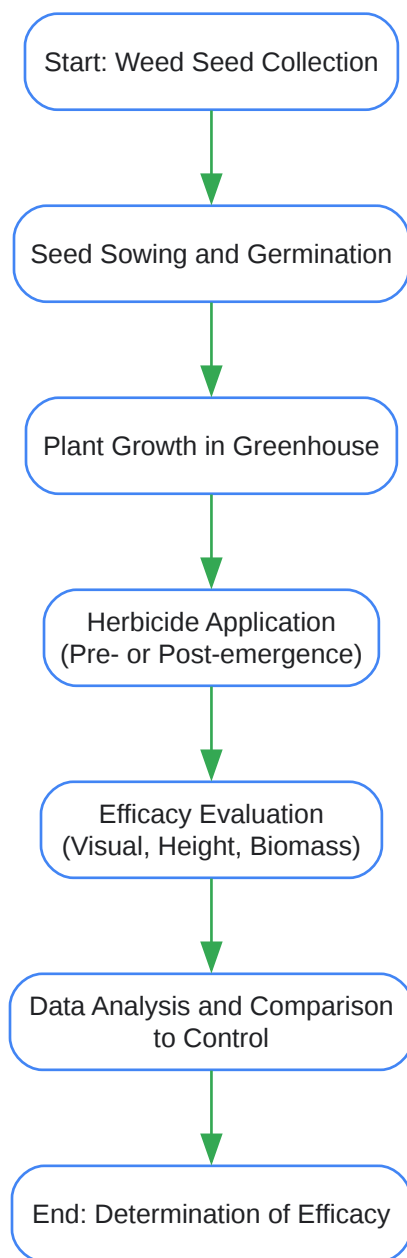 Start: Weed Seed Collection
Seed Sowing and Germination
Plant Growth in Greenhouse
Herbicide Application
(Pre- or Post-emergence)
Efficacy Evaluation
(Visual, Height, Biomass)
Data Analysis and Comparison
to Control
End: Determination of Efficacy